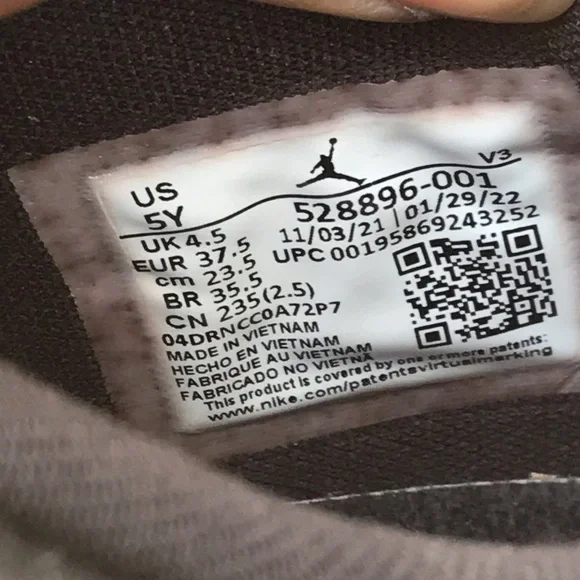 US
5Y
V3
528896-001
11/03/21 | 01/29/22
UPC 00195869243252
UK 4.5
EUR 37.5
cm 23.5
BR 35.5
CN 235(2.5)
04DRNCC0A72P7
MADE IN VIETNAM
HECHO EN VIETNAM
FABRIQUE AU VIETNAM
FABRICADO NO VIETNÃ
This product is covered by one or more patents:
www.nike.com/patentsvirtualmarking